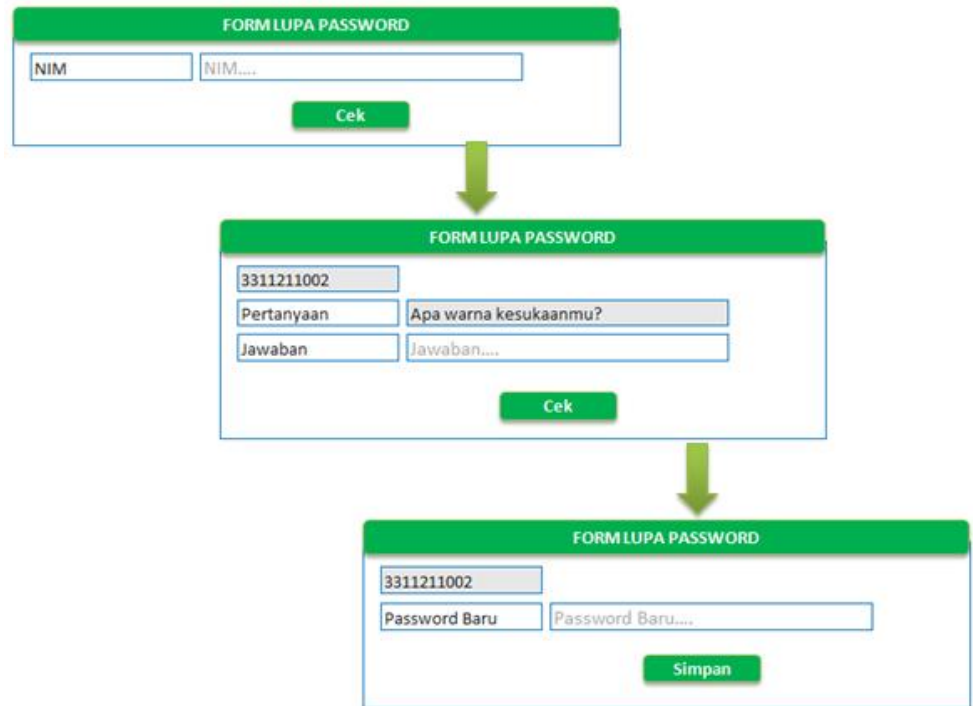 FORM LUPA PASSWORD
NIM NIM....
Cek
FORM LUPA PASSWORD
3311211002
Pertanyaan Apa warna kesukaanmu?
Jawaban Jawaban....
Cek
FORM LUPA PASSWORD
3311211002
Password Baru Password Baru....
Simpan